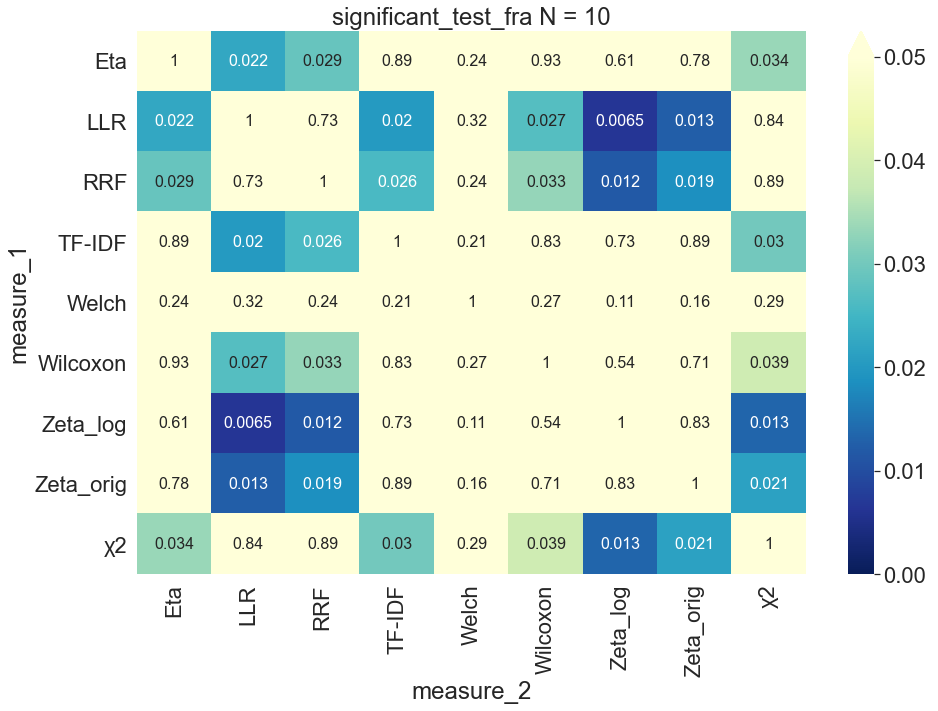 significant_test_fra N = 10
measure_1
Eta 1 0.022 0.029 0.89 0.24 0.93 0.61 0.78 0.034
LLR 0.022 1 0.73 0.02 0.32 0.027 0.0065 0.013 0.84
RRF 0.029 0.73 1 0.026 0.24 0.033 0.012 0.019 0.89
TF-IDF 0.89 0.02 0.026 1 0.21 0.83 0.73 0.89 0.03
Welch 0.24 0.32 0.24 0.21 1 0.27 0.11 0.16 0.29
Wilcoxon 0.93 0.027 0.033 0.83 0.27 1 0.54 0.71 0.039
Zeta_log 0.61 0.0065 0.012 0.73 0.11 0.54 1 0.83 0.013
Zeta_orig 0.78 0.013 0.019 0.89 0.16 0.71 0.83 1 0.021
χ2 0.034 0.84 0.89 0.03 0.29 0.039 0.013 0.021 1
Eta LLR RRF TF-IDF Welch Wilcoxon Zeta_log Zeta_orig χ2
measure_2
0.05
0.04
0.03
0.02
0.01
0.00